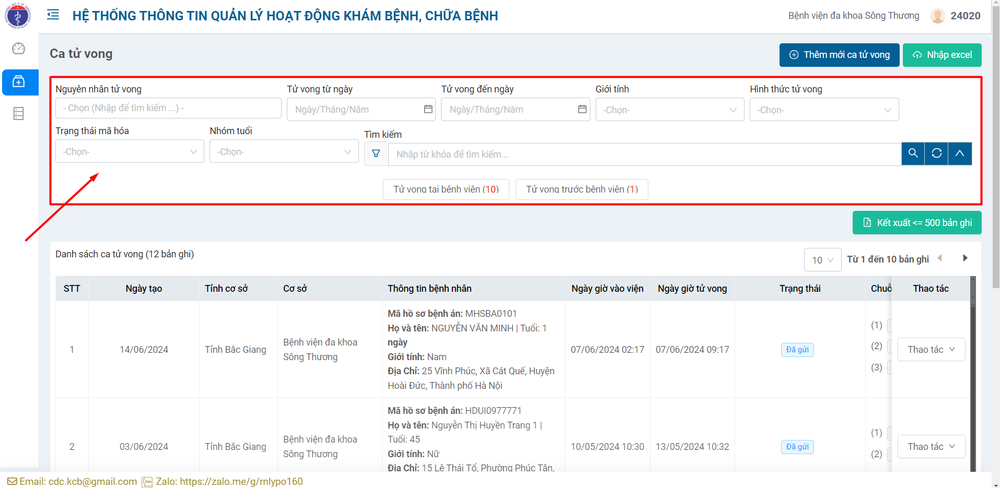 BỘ Y TẾ
HỆ THỐNG THÔNG TIN QUẢN LÝ HOẠT ĐỘNG KHÁM BỆNH, CHỮA BỆNH
Bệnh viện đa khoa Sông Thương
24020
Ca tử vong
Thêm mới ca tử vong
Nhập excel
Nguyên nhân tử vong
Tử vong từ ngày
Tử vong đến ngày
Giới tính
Hình thức tử vong
- Chọn (Nhập để tìm kiếm ...) -
Ngày/Tháng/Năm
Ngày/Tháng/Năm
-Chọn-
-Chọn-
Trạng thái mã hóa
Nhóm tuổi
Tìm kiếm
-Chọn-
-Chọn-
Nhập từ khóa để tìm kiếm...
Tử vong tại bệnh viện (10)
Tử vong trước bệnh viện (1)
Kết xuất <= 500 bản ghi
Danh sách ca tử vong (12 bản ghi)
10
Từ 1 đến 10 bản ghi
STT
Ngày tạo
Tỉnh cơ sở
Cơ sở
Thông tin bệnh nhân
Ngày giờ vào viện
Ngày giờ tử vong
Trạng thái
Chuỗ
Thao tác
1
14/06/2024
Tỉnh Bắc Giang
Bệnh viện đa khoa
Sông Thương
Mã hồ sơ bệnh án: MHSBA0101
Họ và tên: NGUYỄN VĂN MINH | Tuổi: 1
ngày
Giới tính: Nam
Địa Chỉ: 25 Vĩnh Phúc, Xã Cát Quế, Huyện
Hoài Đức, Thành phố Hà Nội
07/06/2024 02:17
07/06/2024 09:17
Đã gửi
(1)
(2)
(3)
Thao tác
2
03/06/2024
Tỉnh Bắc Giang
Bệnh viện đa khoa
Sông Thương
Mã hồ sơ bệnh án: HDUI0977771
Họ và tên: Nguyễn Thị Huyền Trang 1 |
Tuổi: 45
Giới tính: Nữ
Địa Chỉ: 15 Lê Thái Tổ, Phường Phúc Tân,
10/05/2024 10:30
13/05/2024 10:32
Đã gửi
(1)
(2)
Thao tác
Email: cdc.kcb@gmail.com
Zalo: https://zalo.me/g/rnlypo160